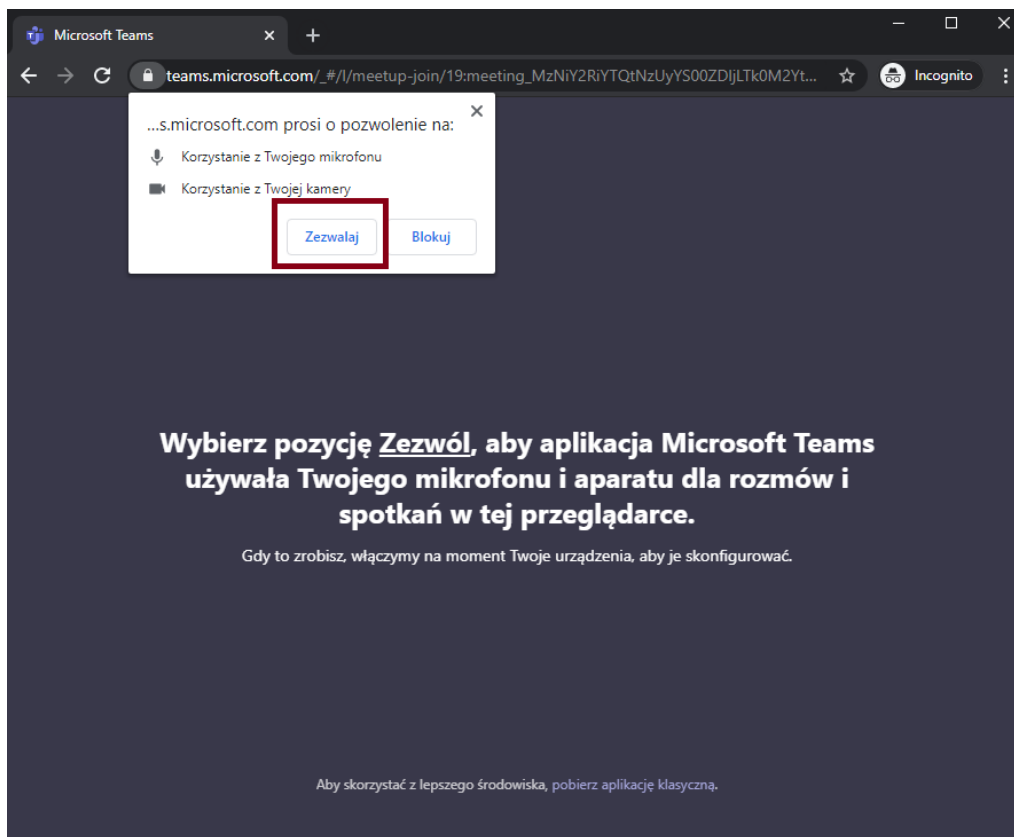 Microsoft Teams
teams.microsoft.com/_#/l/meetup-join/19:meeting_MzNiY2RiYTQtNzUyYS00ZDIjLTk0M2Yt...
Incognito
...s.microsoft.com prosi o pozwolenie na:
Korzystanie z Twojego mikrofonu
Korzystanie z Twojej kamery
Zezwalaj Blokuj
Wybierz pozycję Zezwól, aby aplikacja Microsoft Teams
używała Twojego mikrofonu i aparatu dla rozmów i
spotkań w tej przeglądarce.
Gdy to zrobisz, włączymy na moment Twoje urządzenia, aby je skonfigurować.
Aby skorzystać z lepszego środowiska, pobierz aplikację klasyczną.